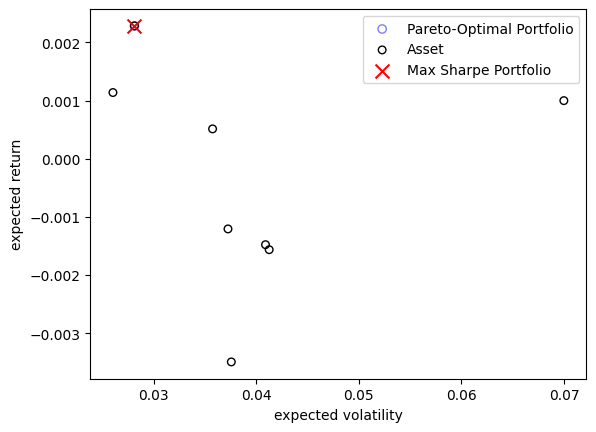 Pareto-Optimal Portfolio
Asset
Max Sharpe Portfolio
0.002
0.001
0.000
−0.001
−0.002
−0.003
expected return
0.03 0.04 0.05 0.06 0.07
expected volatility